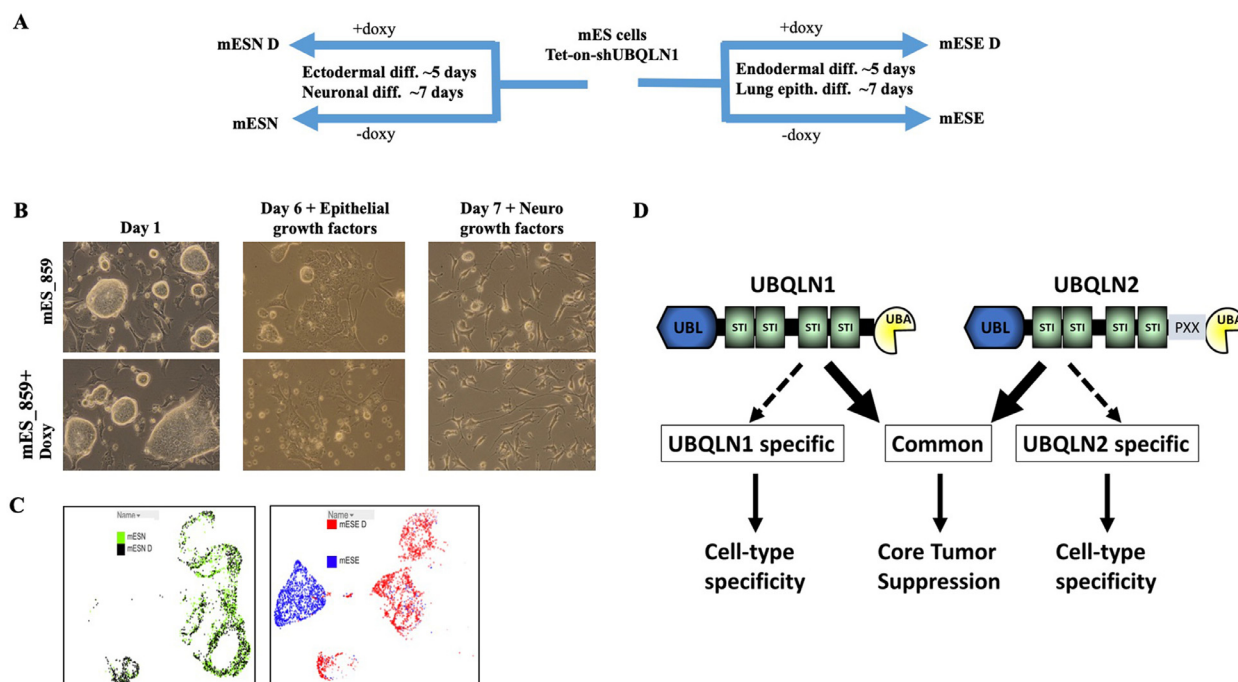 A
mESN D
+doxy
Ectodermal diff. ~5 days
Neuronal diff. ~7 days
mESN
-doxy
mES cells
Tet-on-shUBQLN1
+doxy
mESE D
Endodermal diff. ~5 days
Lung epith. diff. ~7 days
mESE
-doxy
B
Day 1
Day 6 + Epithelial
growth factors
Day 7 + Neuro
growth factors
mES_859
mES_859+
Doxy
C
Name
mESN
mESN D
Name
mESE D
mESE
D
UBQLN1
UBL STI STI STI STI UBA
UBQLN2
UBL STI STI STI STI PXX UBA
UBQLN1 specific
Common
UBQLN2 specific
Cell-type
specificity
Core Tumor
Suppression
Cell-type
specificity